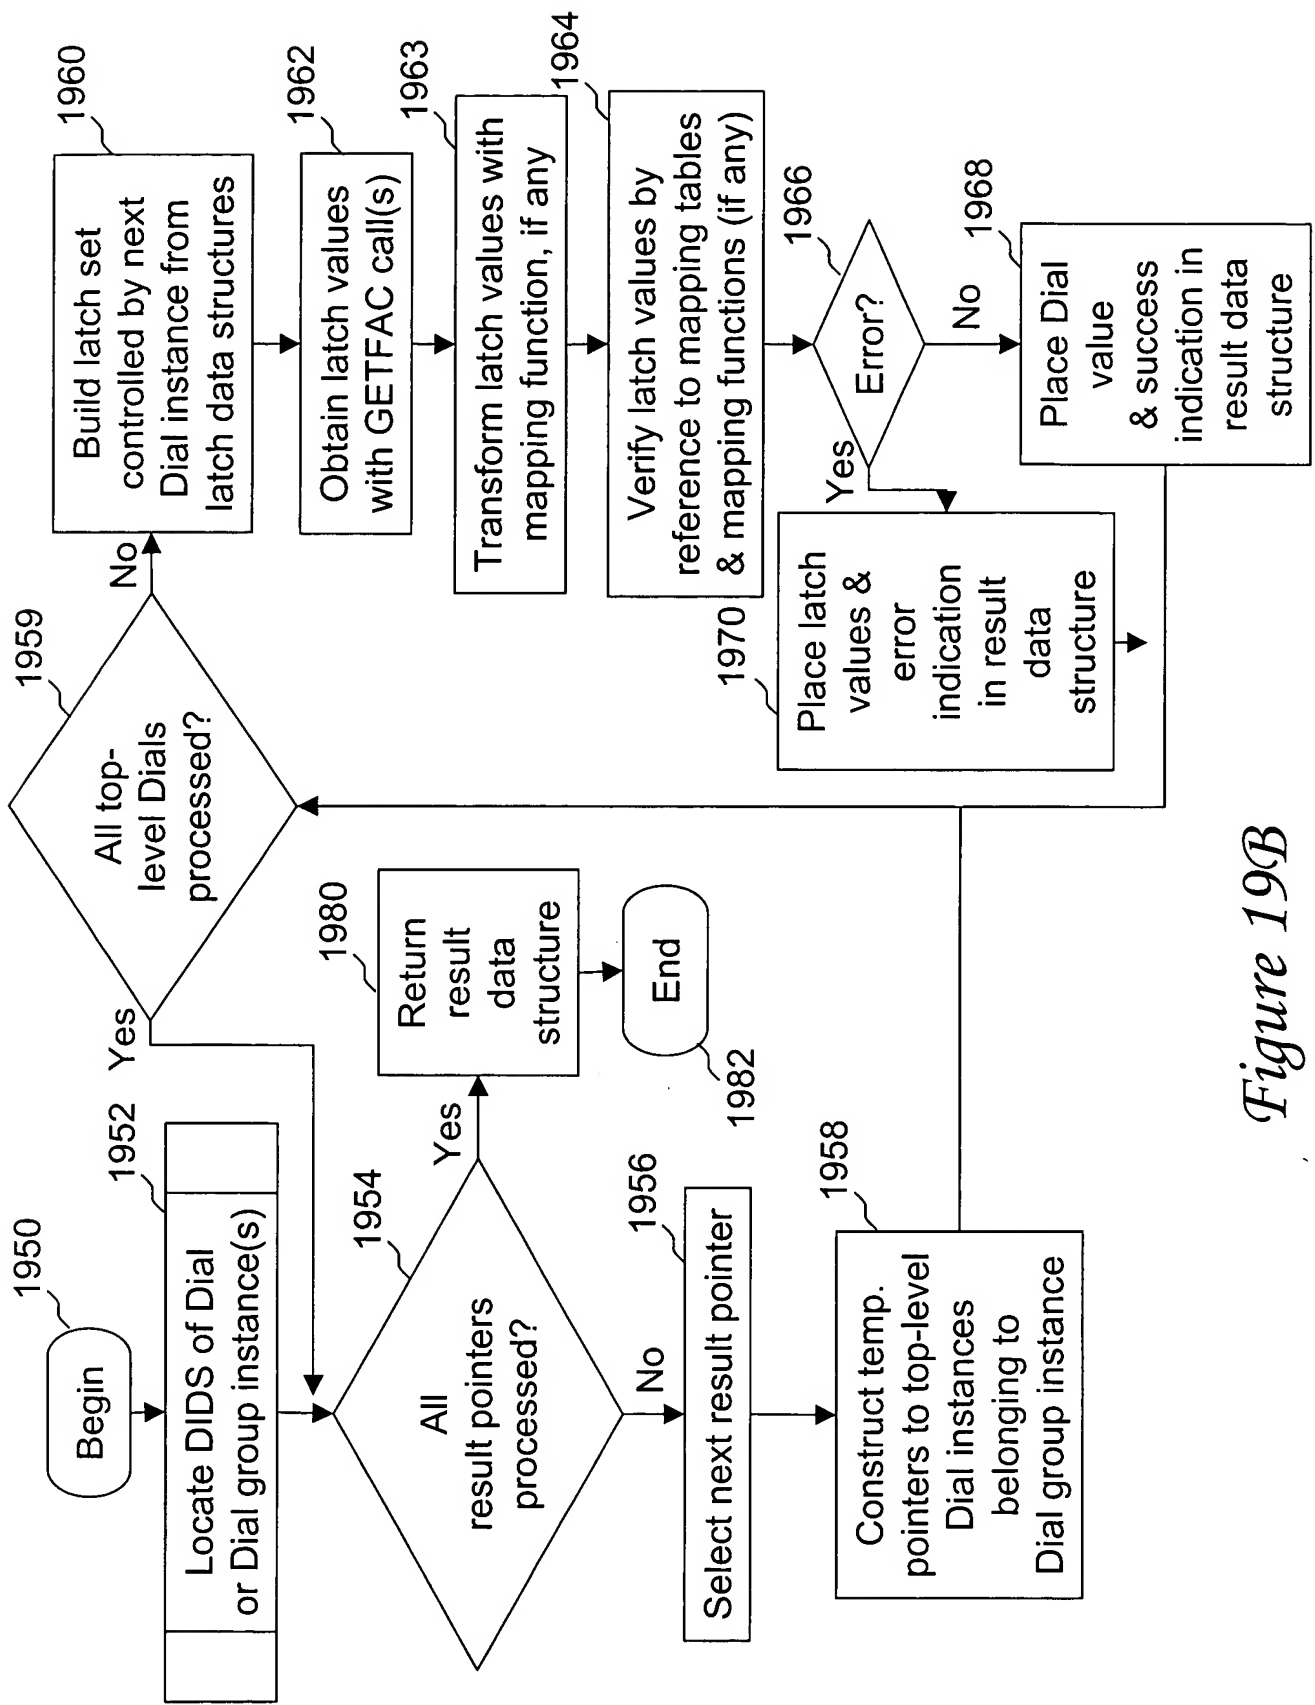 1950
Begin
1952
Locate DIDS of Dial
or Dial group instance(s)
1954
All
result pointers
processed?
Yes
No
1956
Select next result pointer
1958
Construct temp.
pointers to top-level
Dial instances
belonging to
Dial group instance
1980
Return
result
data
structure
End
1982
1959
All top-
level Dials
processed?
Yes
No
1960
Build latch set
controlled by next
Dial instance from
latch data structures
1962
Obtain latch values
with GETFAC call(s)
1963
Transform latch values with
mapping function, if any
1964
Verify latch values by
reference to mapping tables
& mapping functions (if any)
1966
Error?
Yes
No
1970
Place latch
values &
error
indication
in result
data
structure
1968
Place Dial
value
& success
indication in
result data
structure
Figure 19B